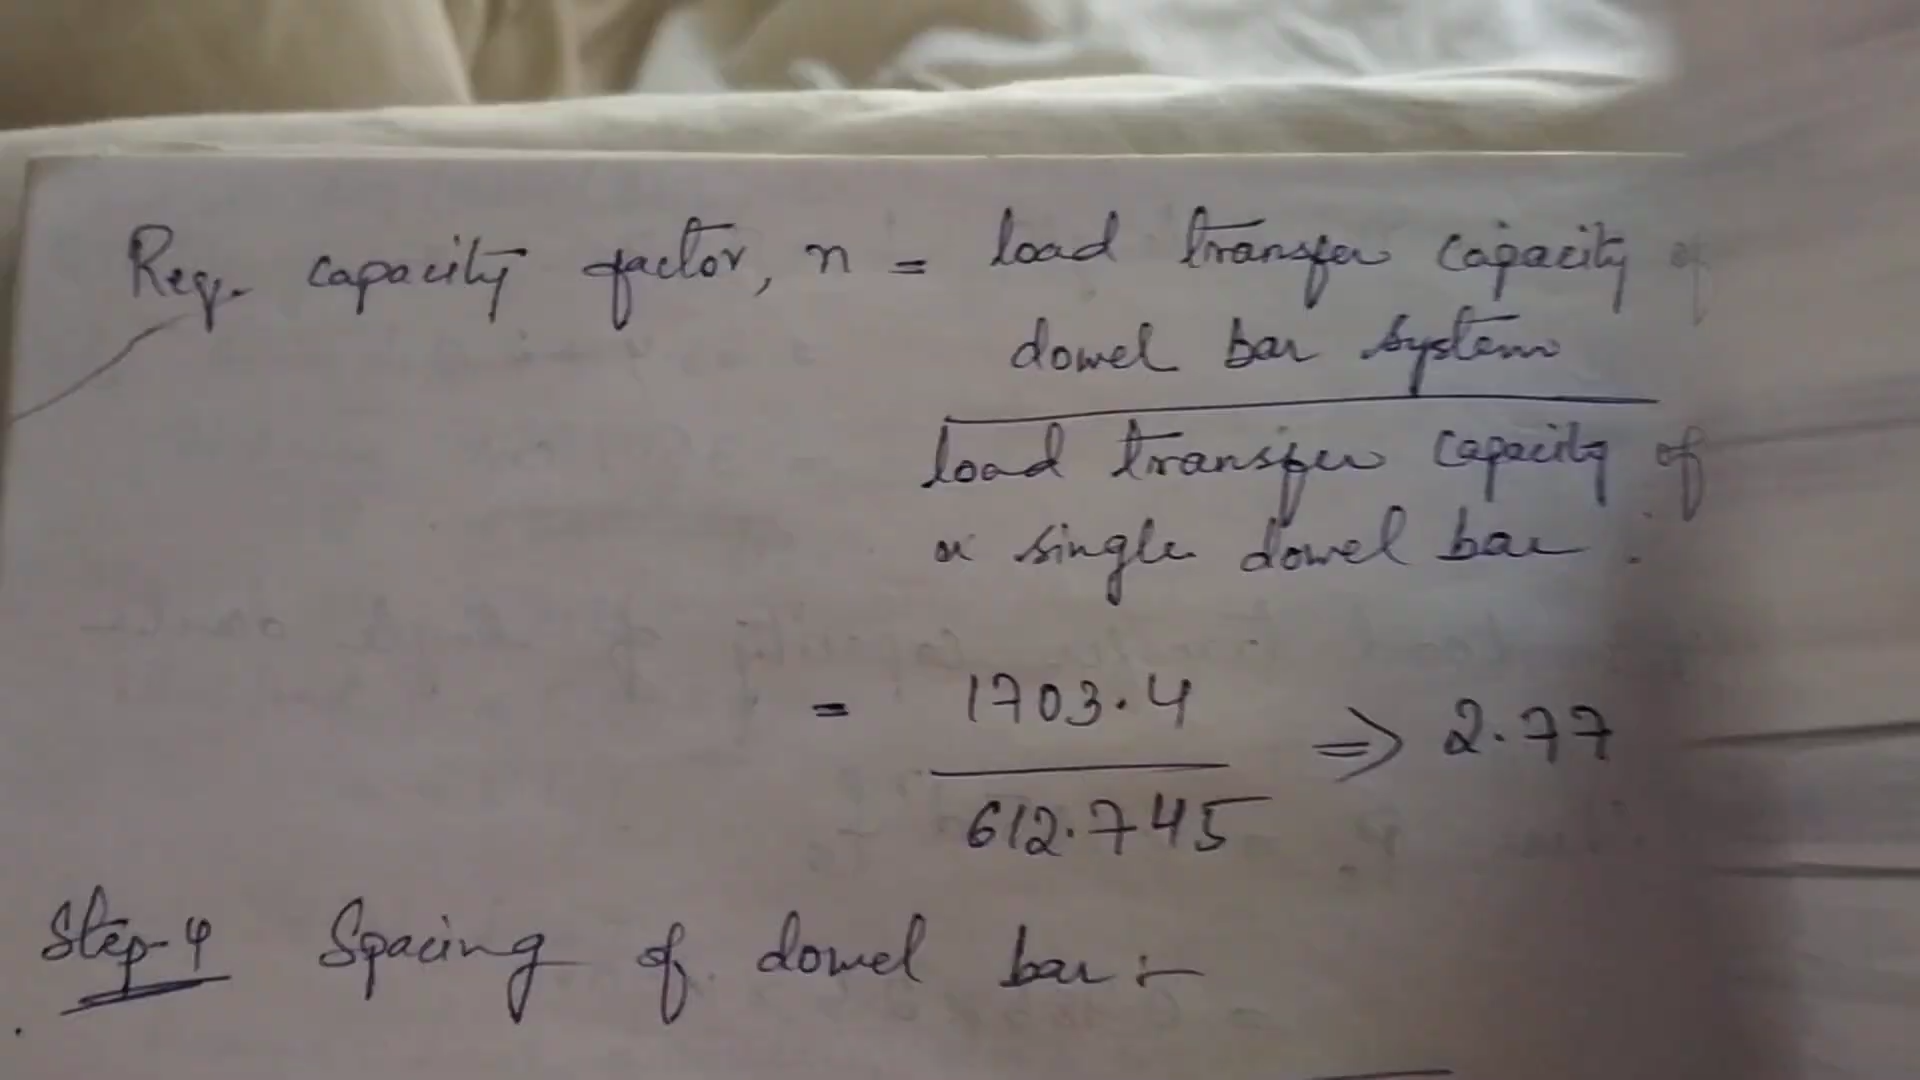 Req. capacity factor, n = load transfer capacity of
dowel bar system
load transfer capacity of
a single dowel bar.
= 1703.4 => 2.77
612.745
Step-4 Spacing of dowel bar :-